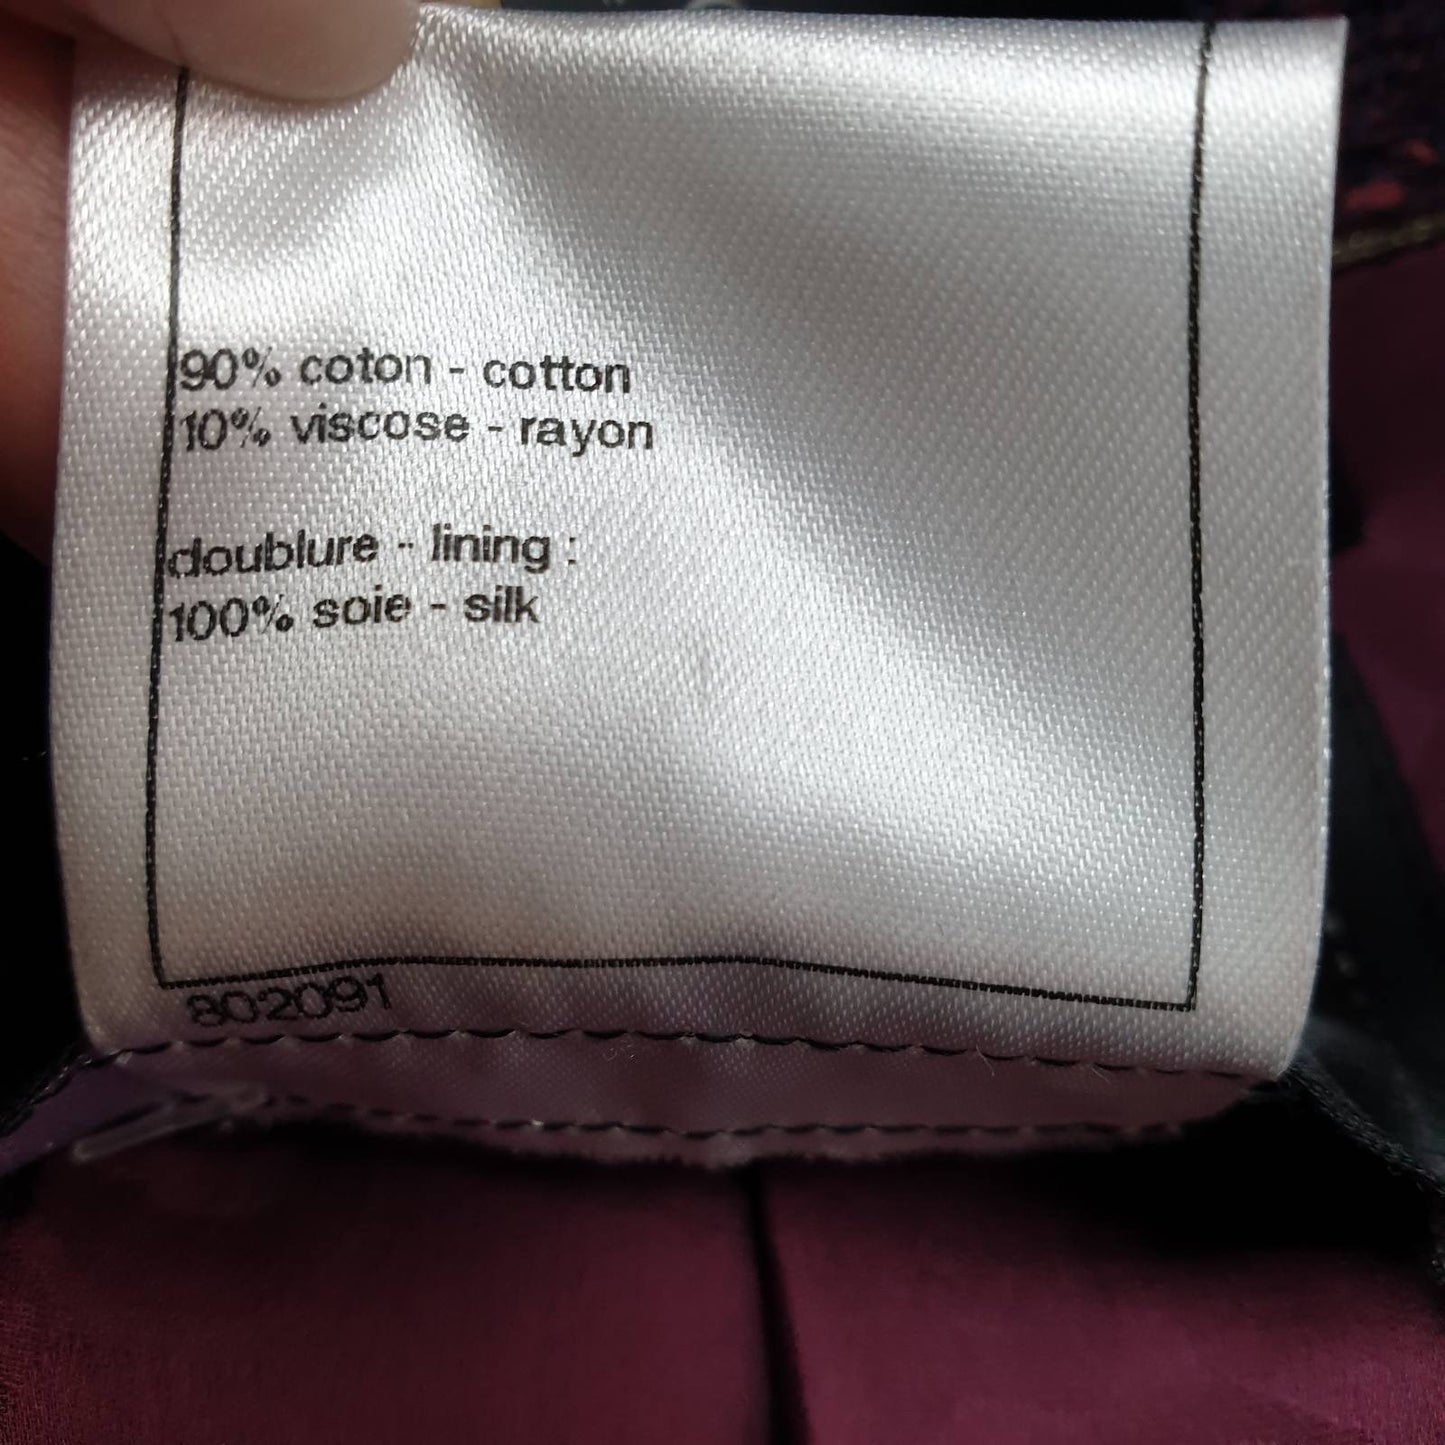 90% coton - cotton
10% viscose - rayon
doublure - lining :
100% soie - silk
802091